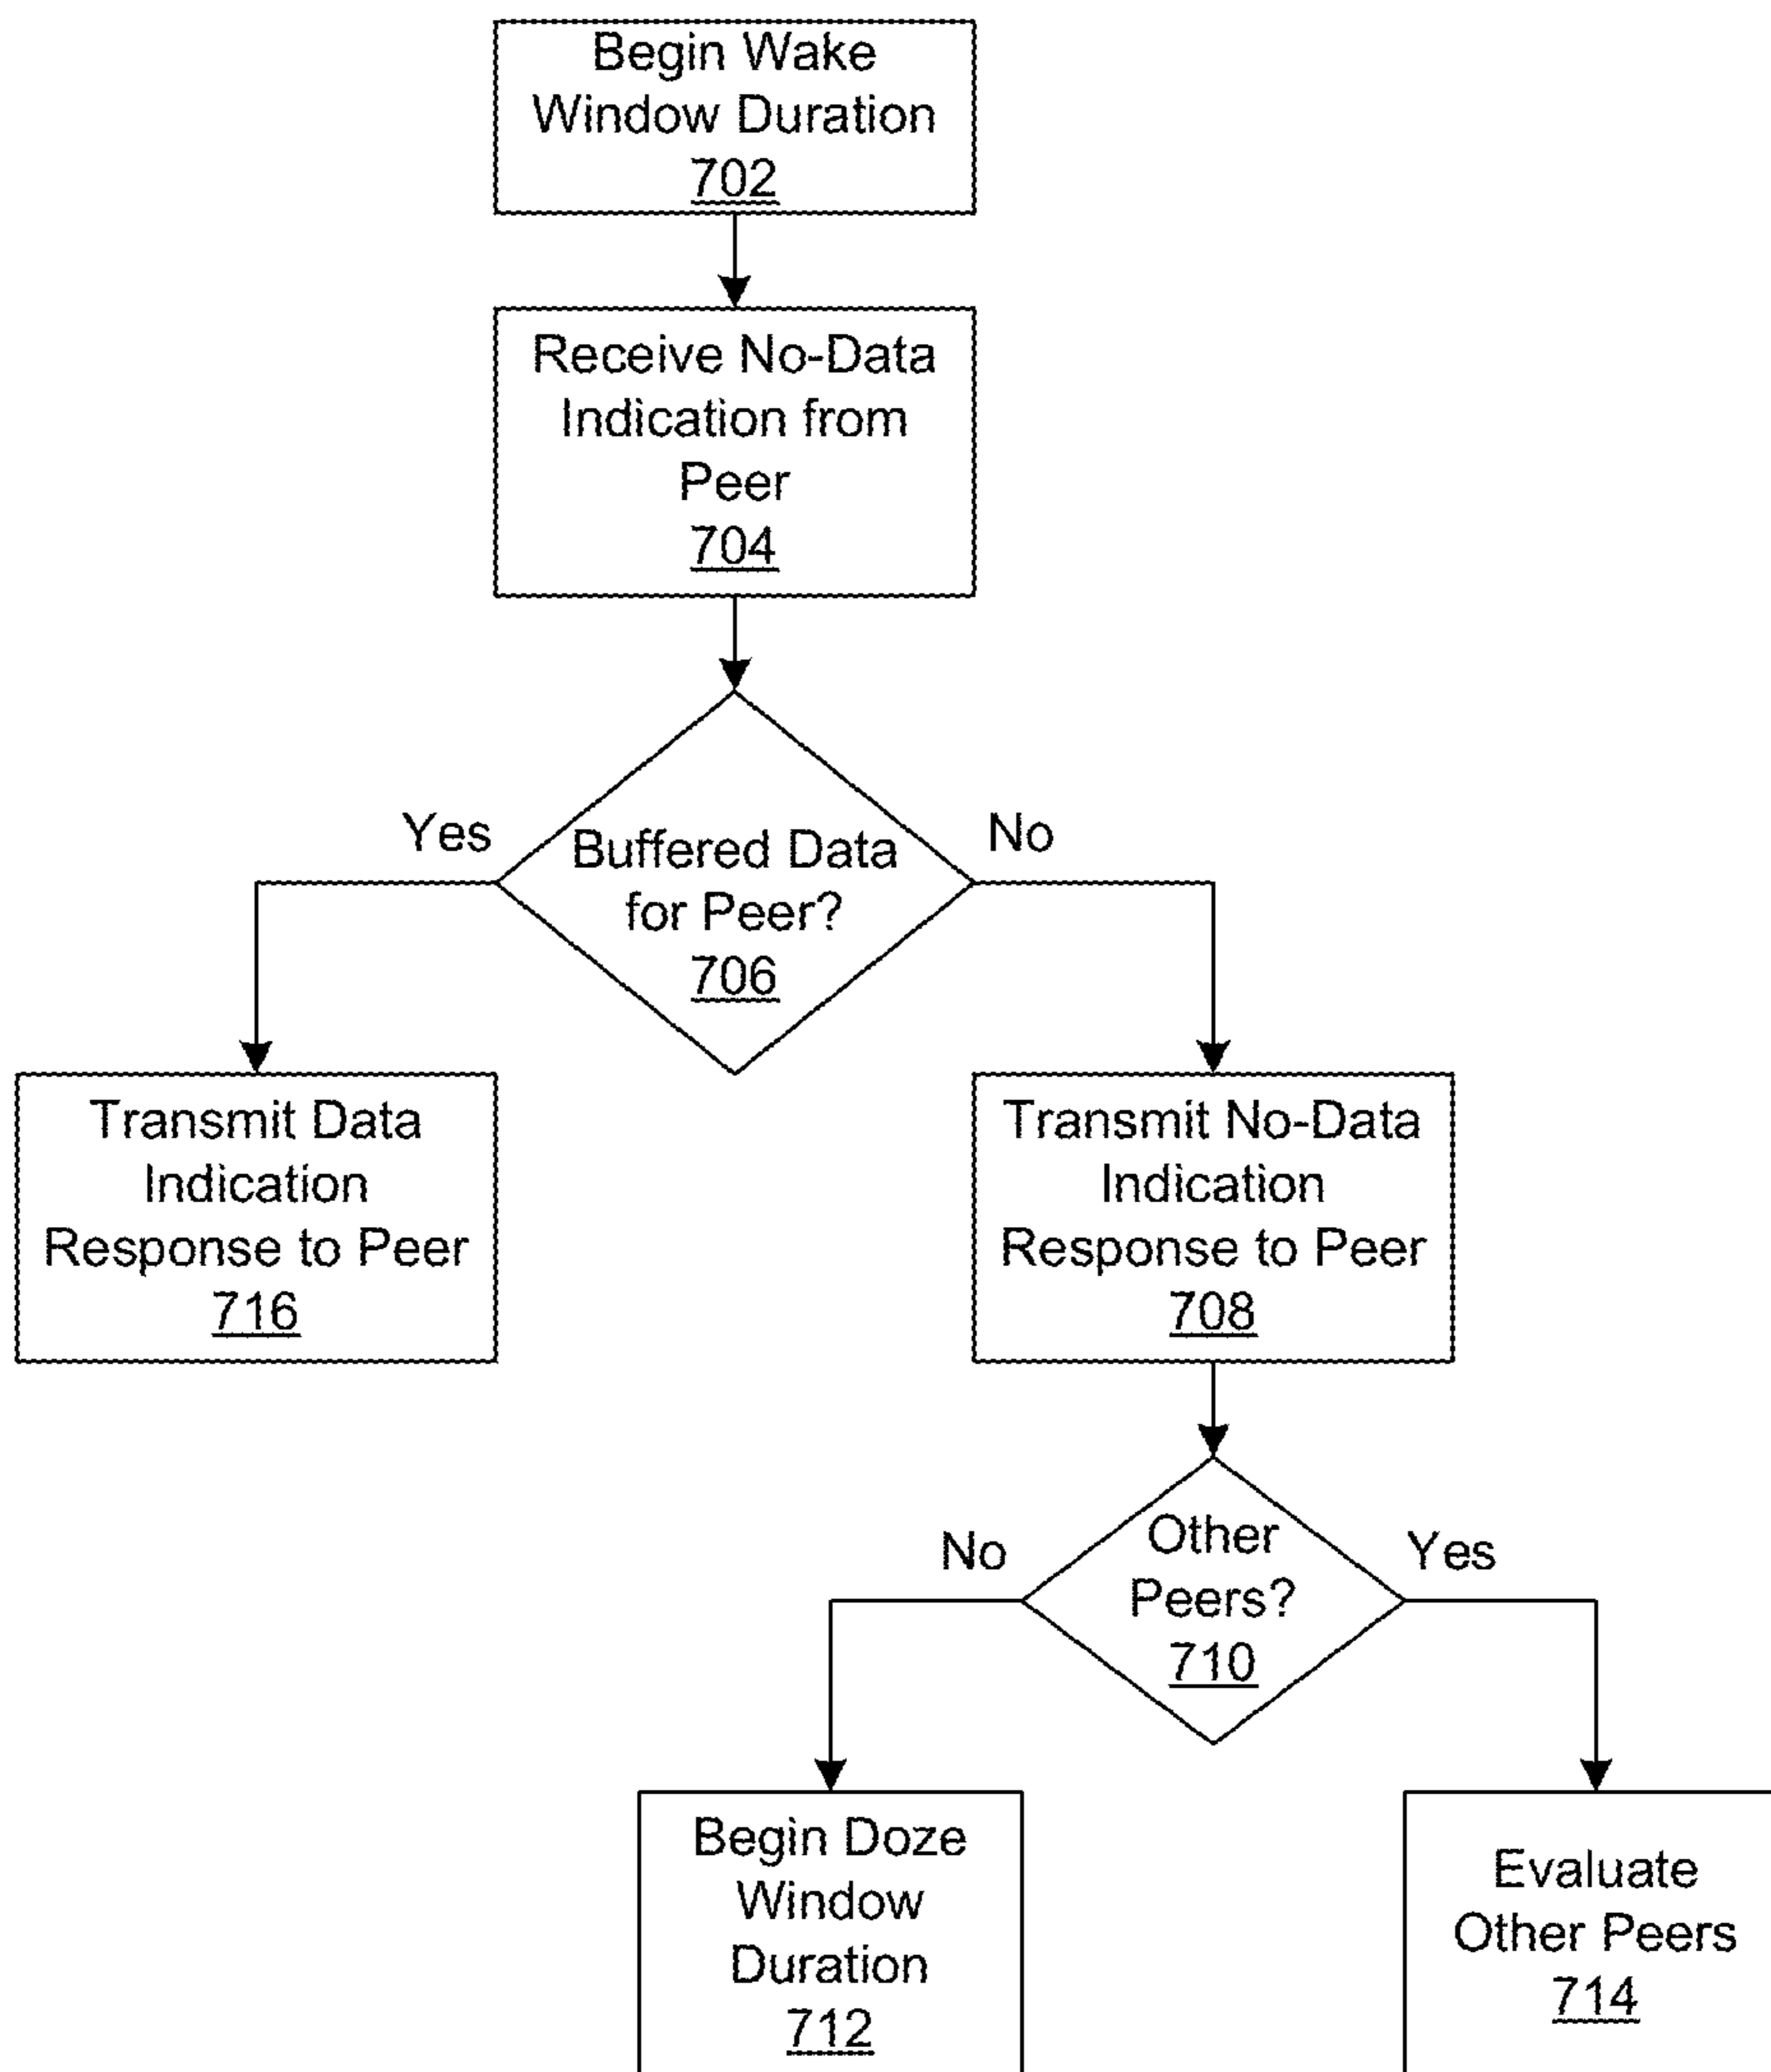 Begin Wake
Window Duration
702
Receive No-Data
Indication from
Peer
704
Yes
No
Buffered Data
for Peer?
706
Transmit Data
Indication
Response to Peer
716
Transmit No-Data
Indication
Response to Peer
708
No
Yes
Other
Peers?
710
Begin Doze
Window
Duration
712
Evaluate
Other Peers
714